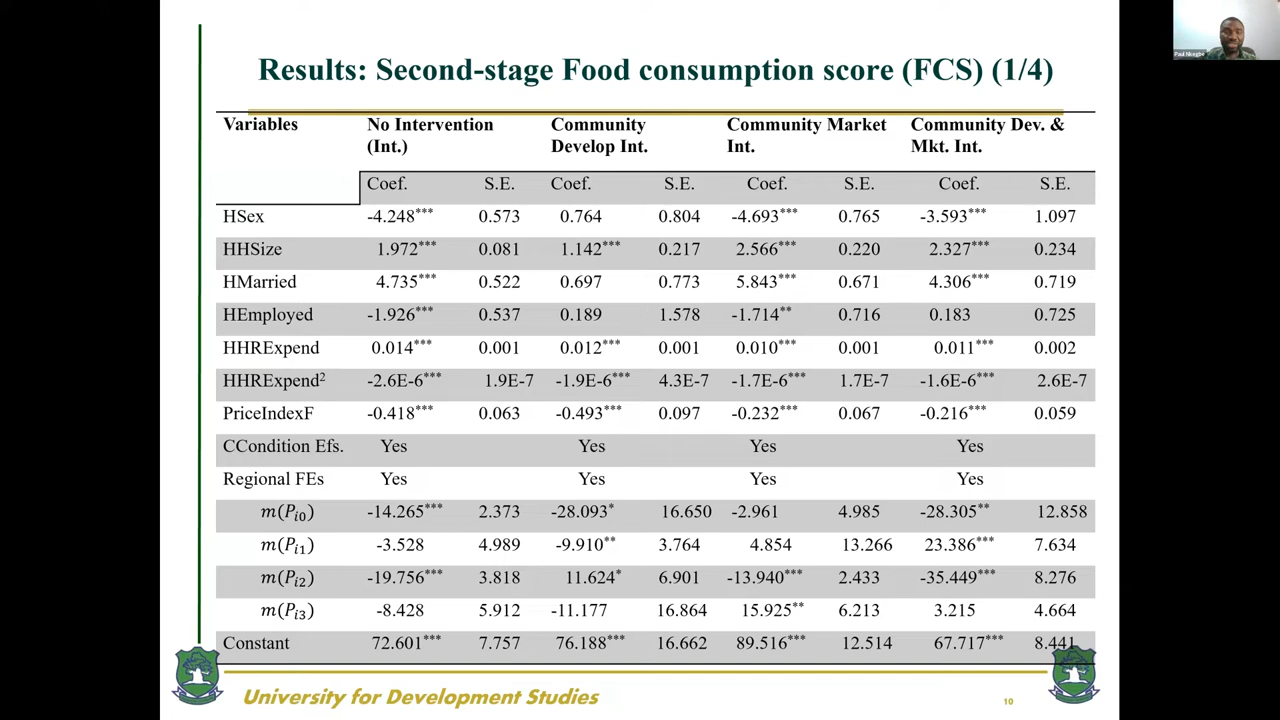 Paul Nkegbe
Results: Second-stage Food consumption score (FCS) (1/4)
Variables No Intervention (Int.) Community Develop Int. Community Market Int. Community Dev. & Mkt. Int.
Coef. S.E. Coef. S.E. Coef. S.E. Coef. S.E.
HSex -4.248*** 0.573 0.764 0.804 -4.693*** 0.765 -3.593*** 1.097
HHSize 1.972*** 0.081 1.142*** 0.217 2.566*** 0.220 2.327*** 0.234
HMarried 4.735*** 0.522 0.697 0.773 5.843*** 0.671 4.306*** 0.719
HEmployed -1.926*** 0.537 0.189 1.578 -1.714** 0.716 0.183 0.725
HHRExpend 0.014*** 0.001 0.012*** 0.001 0.010*** 0.001 0.011*** 0.002
HHRExpend² -2.6E-6*** 1.9E-7 -1.9E-6*** 4.3E-7 -1.7E-6*** 1.7E-7 -1.6E-6*** 2.6E-7
PriceIndexF -0.418*** 0.063 -0.493*** 0.097 -0.232*** 0.067 -0.216*** 0.059
CCondition Efs. Yes Yes Yes Yes
Regional FEs Yes Yes Yes Yes
m(P_i0) -14.265*** 2.373 -28.093* 16.650 -2.961 4.985 -28.305** 12.858
m(P_i1) -3.528 4.989 -9.910** 3.764 4.854 13.266 23.386*** 7.634
m(P_i2) -19.756*** 3.818 11.624* 6.901 -13.940*** 2.433 -35.449*** 8.276
m(P_i3) -8.428 5.912 -11.177 16.864 15.925** 6.213 3.215 4.664
Constant 72.601*** 7.757 76.188*** 16.662 89.516*** 12.514 67.717*** 8.441
University for Development Studies
10